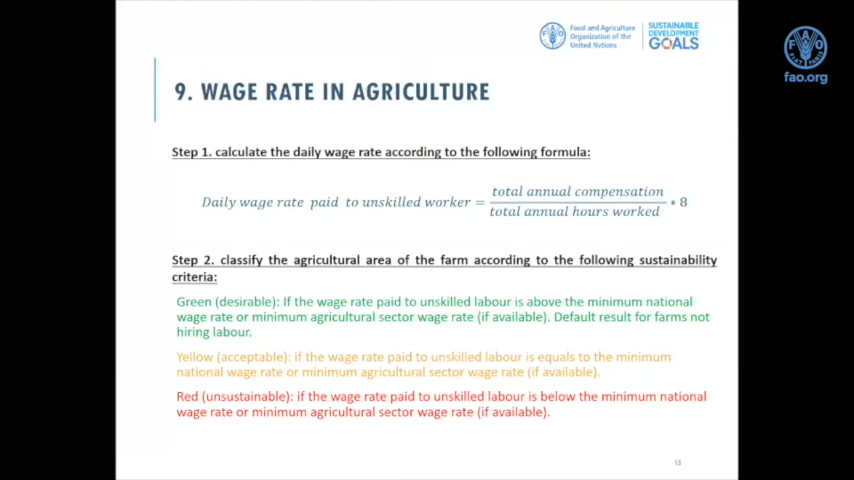 Food and Agriculture
Organization of the
United Nations
SUSTAINABLE
DEVELOPMENT
GOALS
FAO
FIAT PANIS
fao.org
9. WAGE RATE IN AGRICULTURE
Step 1. calculate the daily wage rate according to the following formula:
Daily wage rate paid to unskilled worker = total annual compensation / total annual hours worked * 8
Step 2. classify the agricultural area of the farm according to the following sustainability
criteria:
Green (desirable): If the wage rate paid to unskilled labour is above the minimum national
wage rate or minimum agricultural sector wage rate (if available). Default result for farms not
hiring labour.
Yellow (acceptable): if the wage rate paid to unskilled labour is equals to the minimum
national wage rate or minimum agricultural sector wage rate (if available).
Red (unsustainable): if the wage rate paid to unskilled labour is below the minimum national
wage rate or minimum agricultural sector wage rate (if available).
13